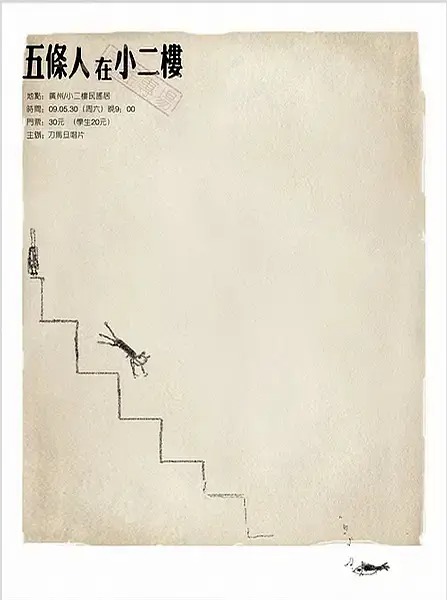 五條人在小二樓
地點：廣州/小二樓民國居
時間：09.05.30（周六）晚9：00
門票：30元 （學生20元）
主辦：刀馬旦唱片